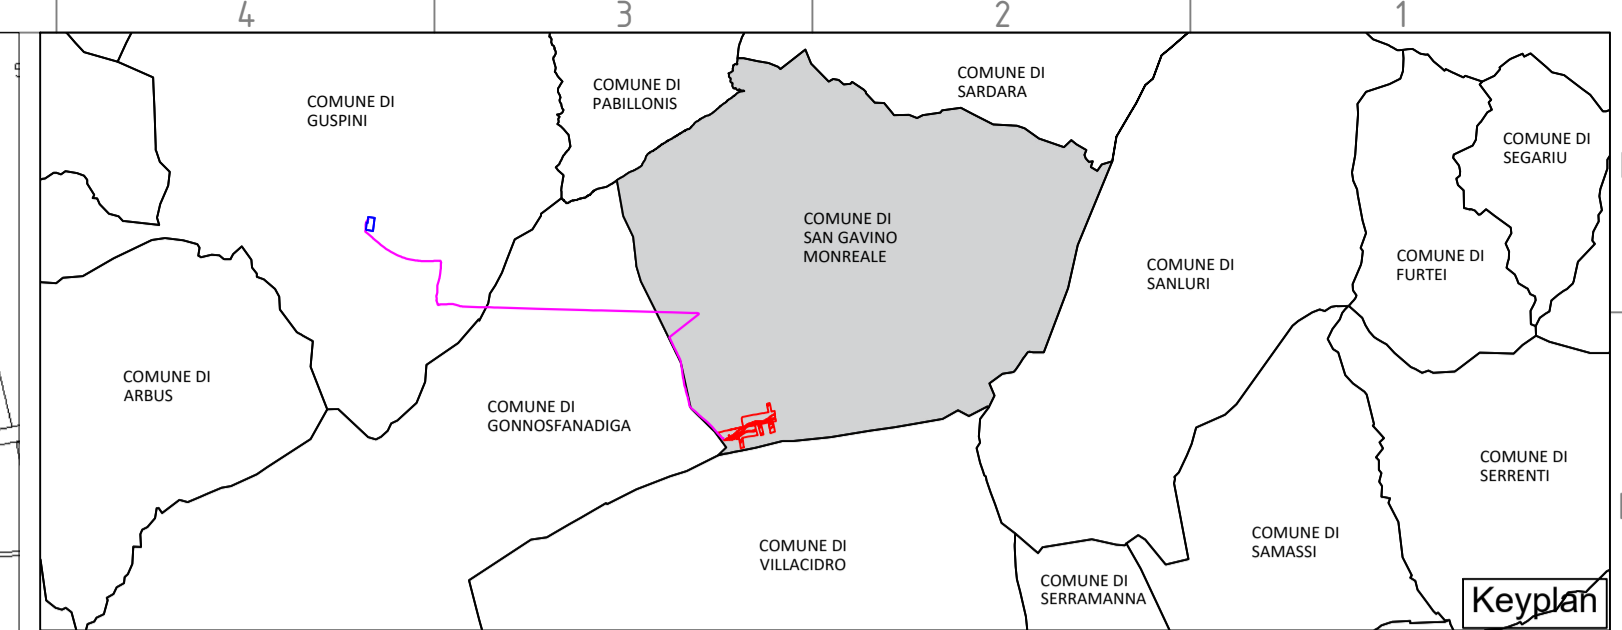 4
3
2
1
COMUNE DI
GUSPINI
COMUNE DI
PABILLONIS
COMUNE DI
SARDARA
COMUNE DI
SEGARIU
COMUNE DI
SAN GAVINO
MONREALE
COMUNE DI
SANLURI
COMUNE DI
FURTEI
COMUNE DI
ARBUS
COMUNE DI
GONNOSFANADIGA
COMUNE DI
SERRENTI
COMUNE DI
VILLACIDRO
COMUNE DI
SAMASSI
COMUNE DI
SERRAMANNA
Keyplan